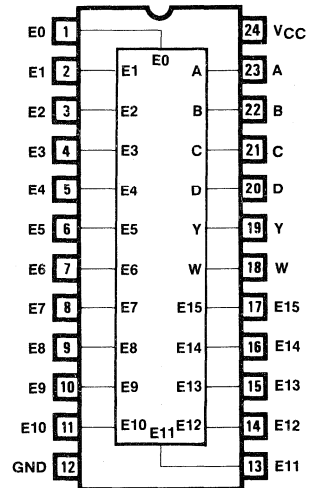 E0 1 24 VCC
E0
E1 2 E1 A 23 A
E2 3 E2 B 22 B
E3 4 E3 C 21 C
E4 5 E4 D 20 D
E5 6 E5 Y 19 Y
E6 7 E6 W 18 W
E7 8 E7 E15 17 E15
E8 9 E8 E14 16 E14
E9 10 E9 E13 15 E13
E10 11 E10 E11 E12 14 E12
GND 12 13 E11